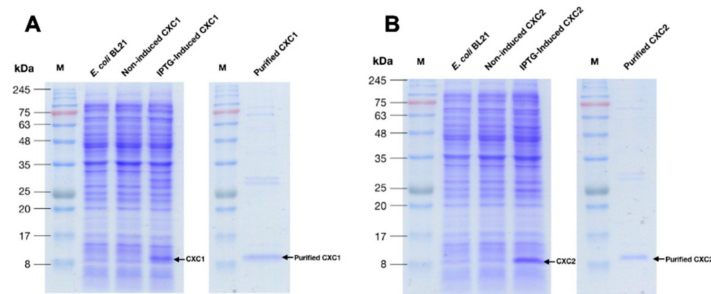 A
kDa
M
E. coli BL21
Non-induced CXC1
IPTG-Induced CXC1
M
Purified CXC1
245
75
63
48
35
25
20
17
8
CXC1
Purified CXC1
B
kDa
M
E. coli BL21
Non-induced CXC2
IPTG-Induced CXC2
M
Purified CXC2
245
75
63
48
35
25
20
17
8
CXC2
Purified CXC2